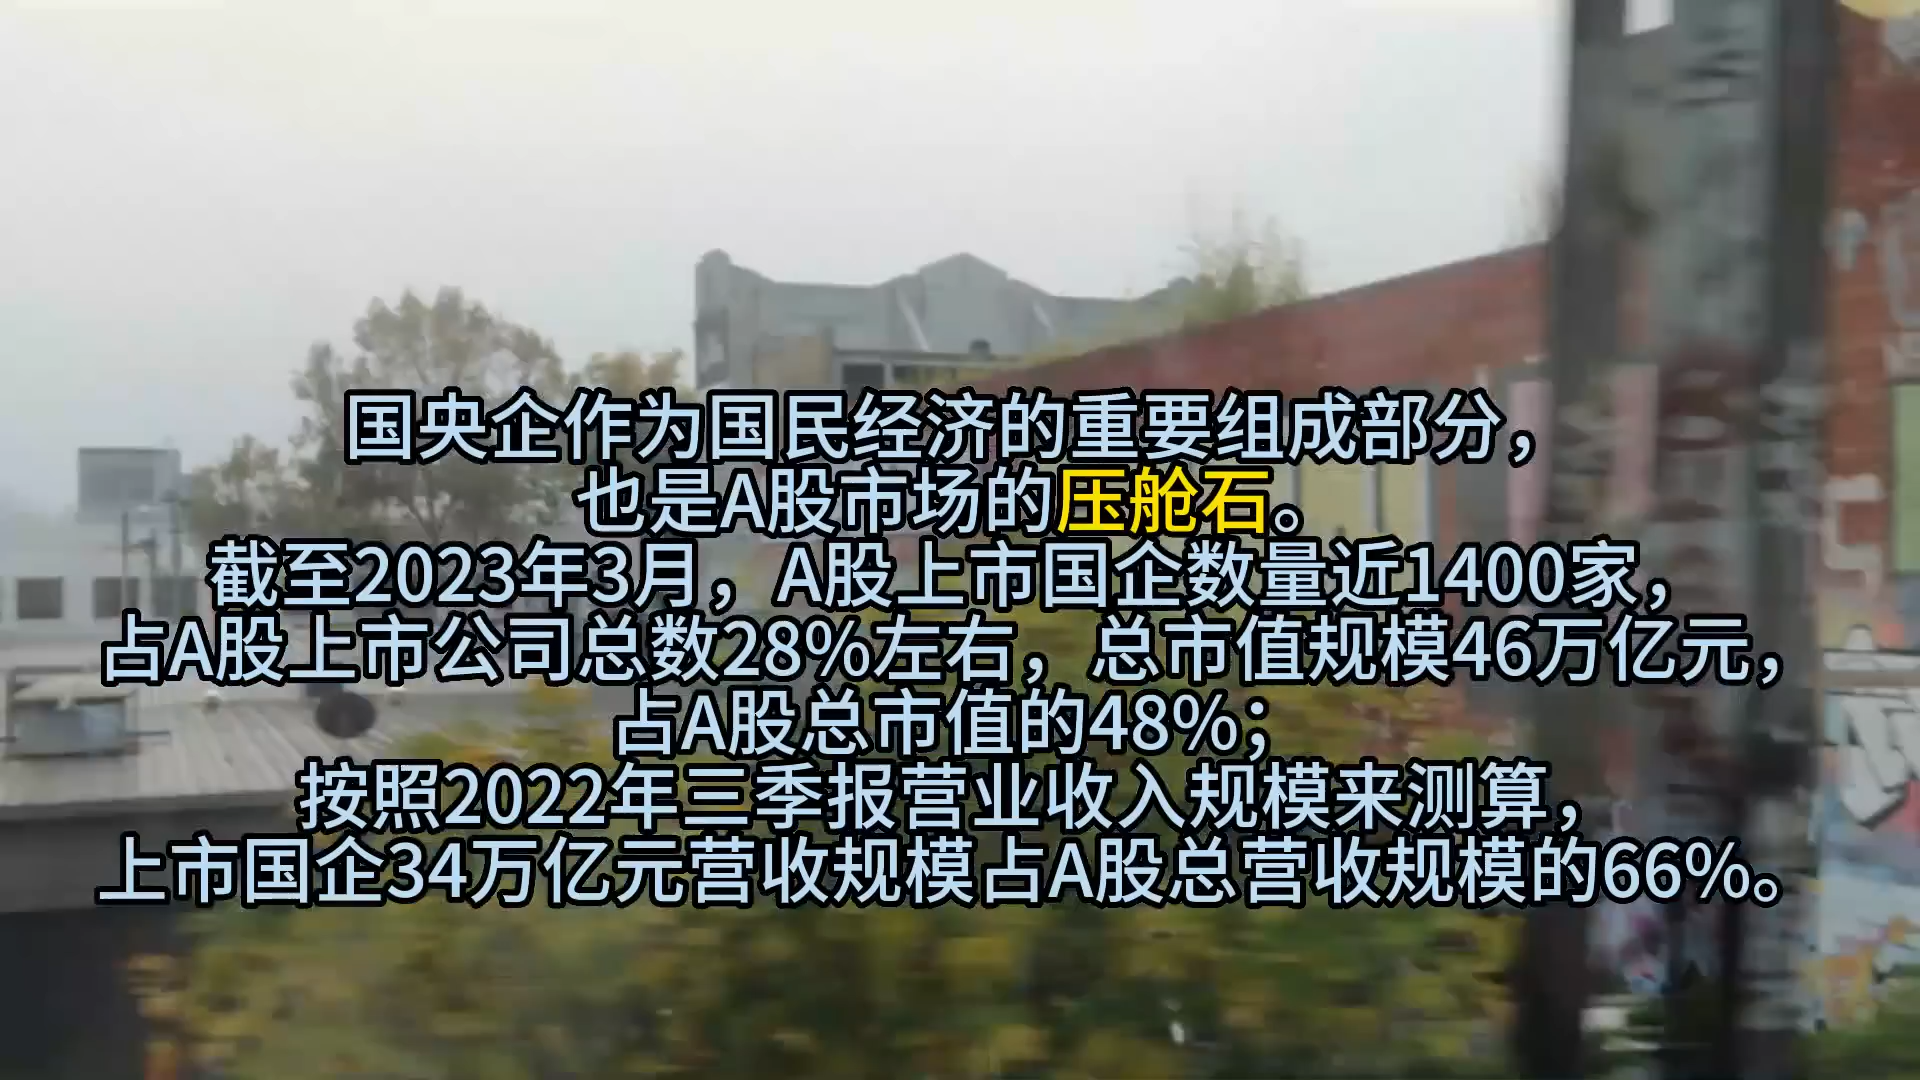 国央企作为国民经济的重要组成部分，
也是A股市场的压舱石。
截至2023年3月，A股上市国企数量近1400家，
占A股上市公司总数28%左右，总市值规模46万亿元，
占A股总市值的48%；
按照2022年三季报营业收入规模来测算，
上市国企34万亿元营收规模占A股总营收规模的66%。